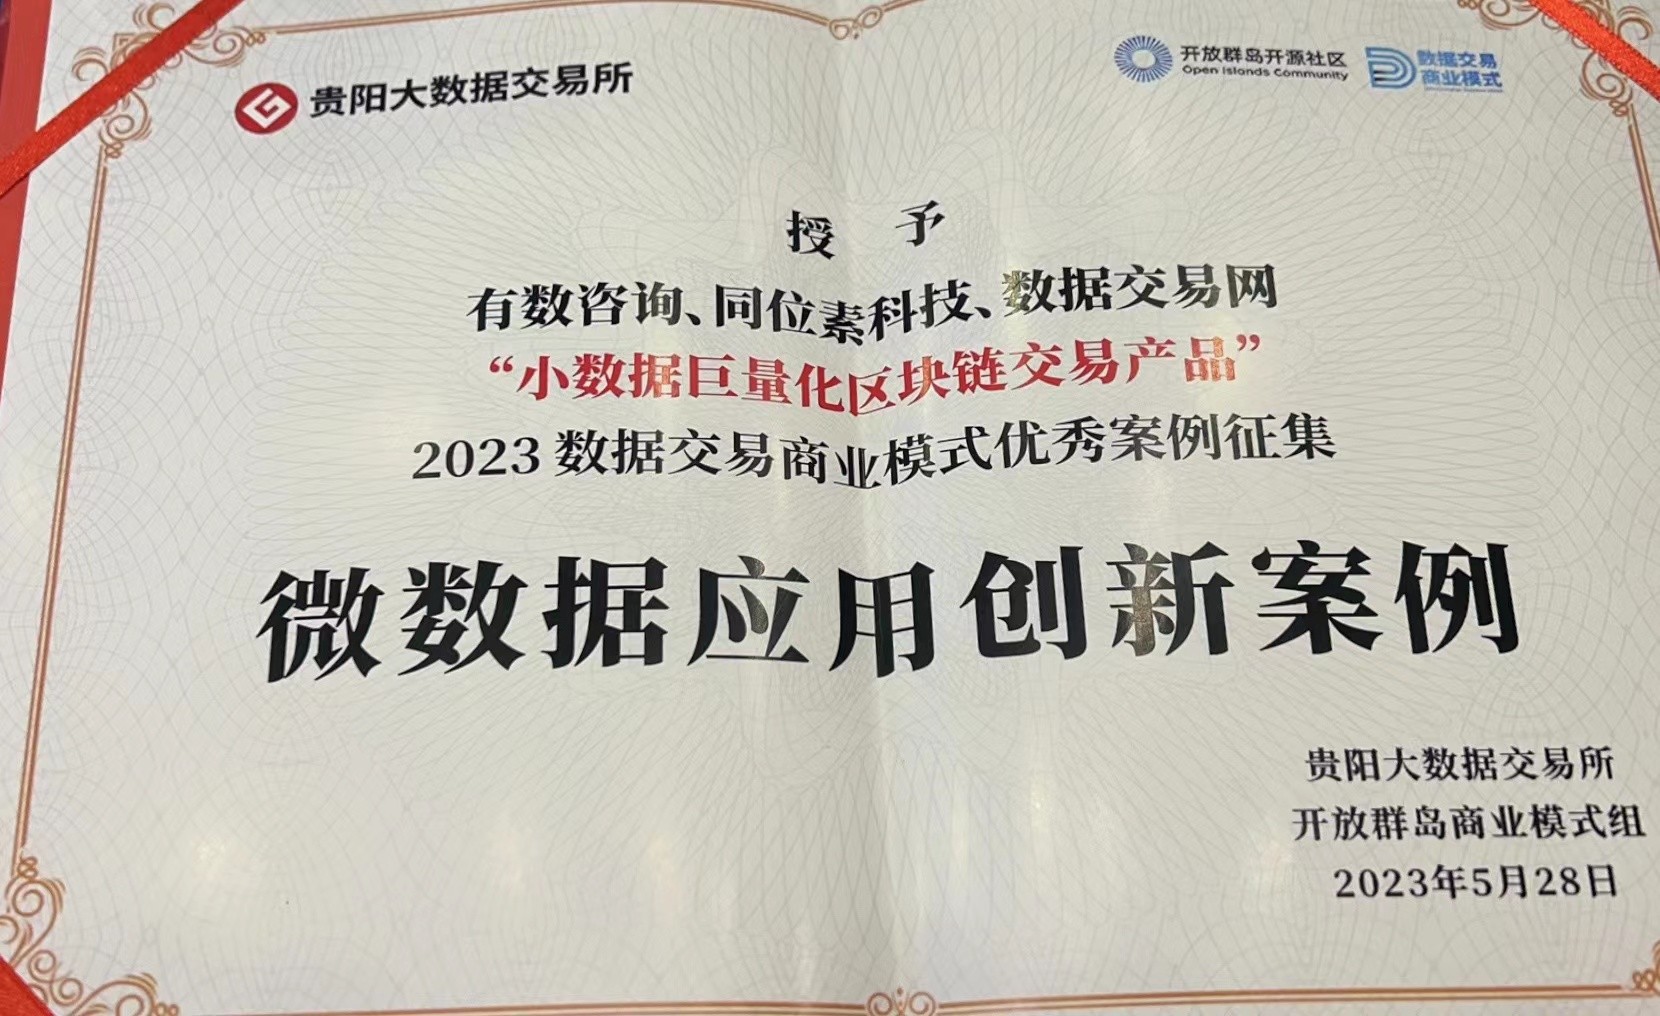 贵阳大数据交易所
开放群岛开源社区
Open Islands Community
数据交易
商业模式
授 予
有数咨询、同位素科技、数据交易网
“小数据巨量化区块链交易产品”
2023 数据交易商业模式优秀案例征集
微数据应用创新案例
贵阳大数据交易所
开放群岛商业模式组
2023年5月28日